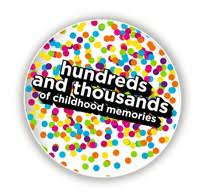 hundreds
and thousands
of childhood memories